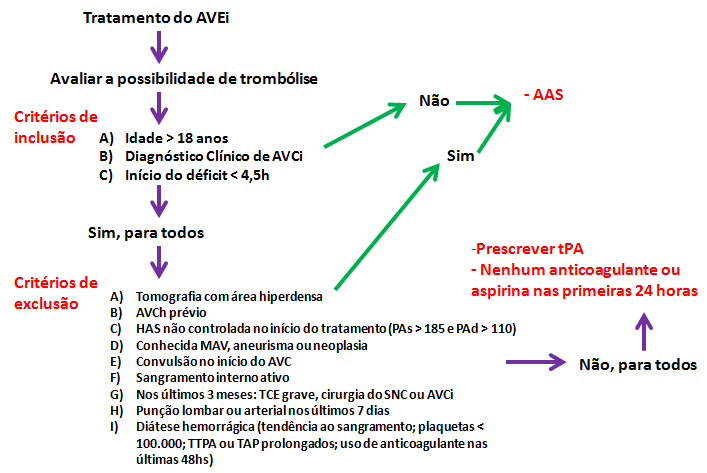 Tratamento do AVEi
Avaliar a possibilidade de trombólise
Critérios de
inclusão
A) Idade > 18 anos
B) Diagnóstico Clínico de AVCi
C) Início do déficit < 4,5h
Não
- AAS
Sim
Sim, para todos
Critérios de
exclusão
A) Tomografia com área hiperdensa
B) AVCh prévio
C) HAS não controlada no início do tratamento (PAs > 185 e PAd > 110)
D) Conhecida MAV, aneurisma ou neoplasia
E) Convulsão no início do AVC
F) Sangramento interno ativo
G) Nos últimos 3 meses: TCE grave, cirurgia do SNC ou AVCi
H) Punção lombar ou arterial nos últimos 7 dias
I) Diátese hemorrágica (tendência ao sangramento; plaquetas <
100.000; TTPA ou TAP prolongados; uso de anticoagulante nas
últimas 48hs)
Não, para todos
-Prescrever tPA
- Nenhum anticoagulante ou
aspirina nas primeiras 24 horas